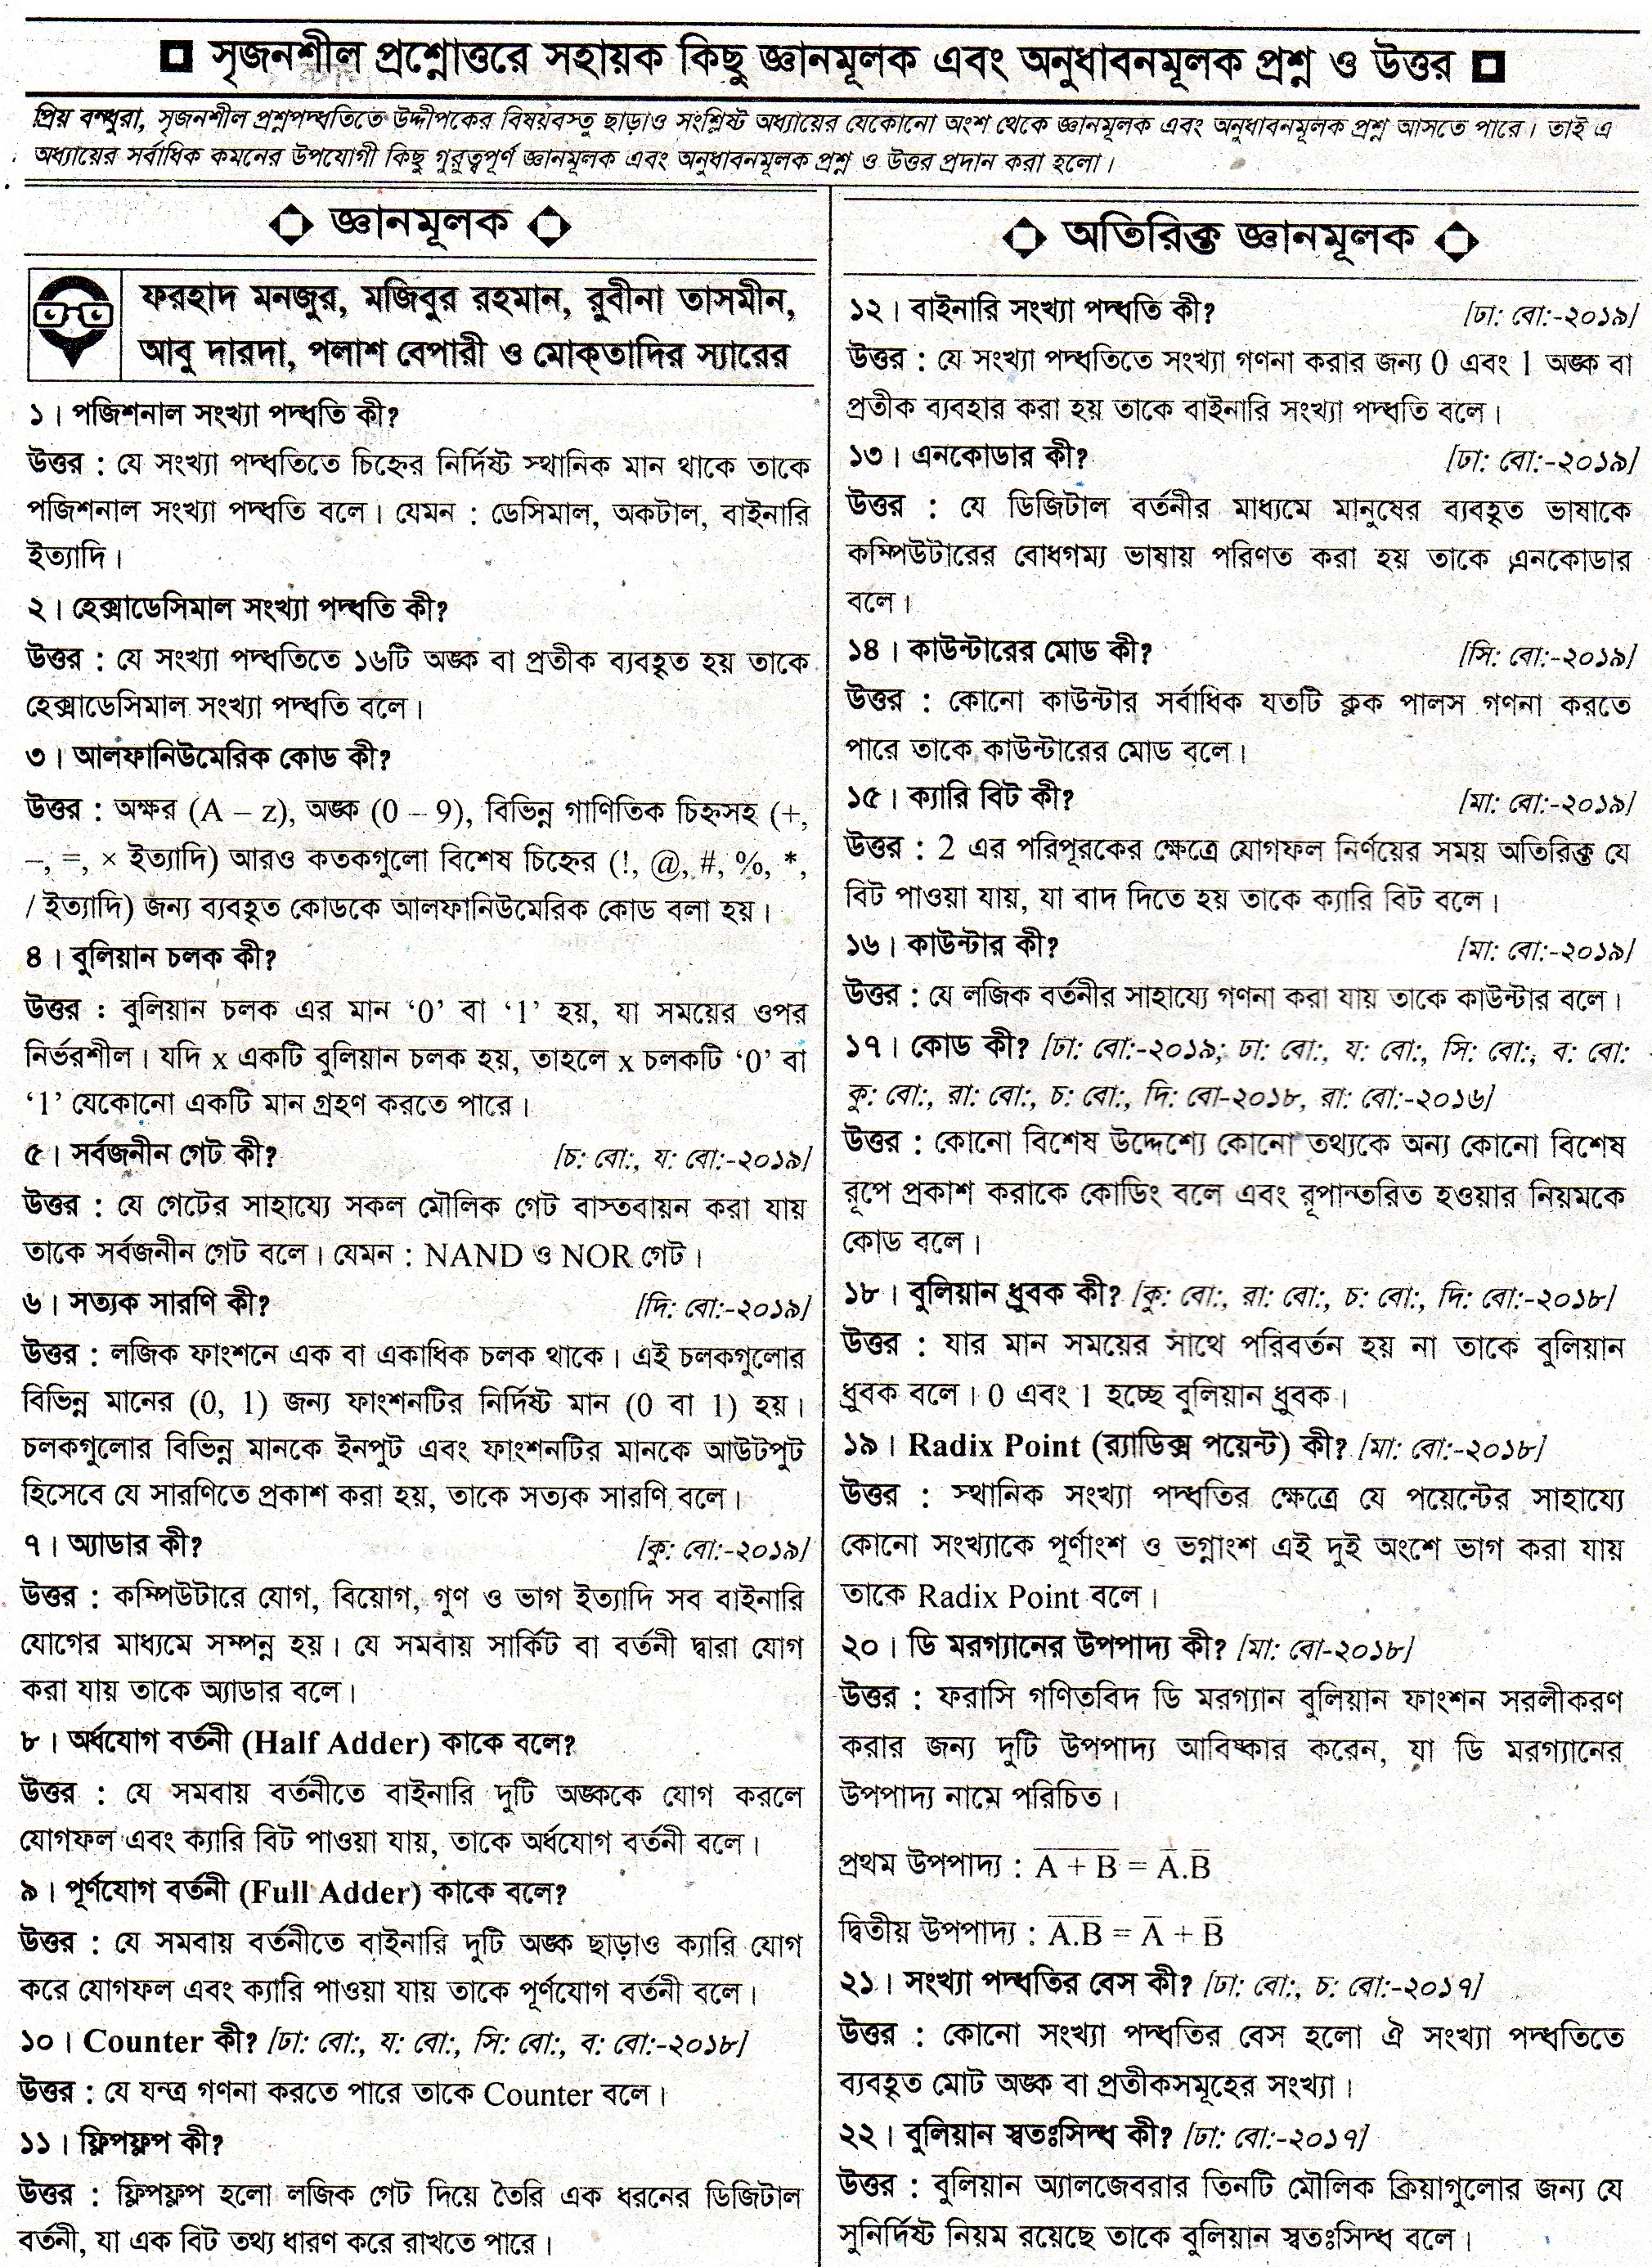 সৃজনশীল প্রশ্নোত্তরে সহায়ক কিছু জ্ঞানমূলক এবং অনুধাবনমূলক প্রশ্ন ও উত্তর
প্রিয় বন্ধুরা, সৃজনশীল প্রশ্নপদ্ধতিতে উদ্দীপকের বিষয়বস্তু ছাড়াও সংশ্লিষ্ট অধ্যায়ের যেকোনো অংশ থেকে জ্ঞানমূলক এবং অনুধাবনমূলক প্রশ্ন আসতে পারে। তাই এ
অধ্যায়ের সর্বাধিক কমনের উপযোগী কিছু গুরুত্বপূর্ণ জ্ঞানমূলক এবং অনুধাবনমূলক প্রশ্ন ও উত্তর প্রদান করা হলো।
জ্ঞানমূলক
ফরহাদ মনজুর, মজিবুর রহমান, রুবীনা তাসমীন,
আবু দারদা, পলাশ বেপারী ও মোক্তাদির স্যারের
১। পজিশনাল সংখ্যা পদ্ধতি কী?
উত্তর : যে সংখ্যা পদ্ধতিতে চিহ্নের নির্দিষ্ট স্থানিক মান থাকে তাকে
পজিশনাল সংখ্যা পদ্ধতি বলে। যেমন : ডেসিমাল, অকটাল, বাইনারি
ইত্যাদি।
২। হেক্সাডেসিমাল সংখ্যা পদ্ধতি কী?
উত্তর : যে সংখ্যা পদ্ধতিতে ১৬টি অঙ্ক বা প্রতীক ব্যবহৃত হয় তাকে
হেক্সাডেসিমাল সংখ্যা পদ্ধতি বলে।
৩। আলফানিউমেরিক কোড কী?
উত্তর : অক্ষর (A – z), অঙ্ক (0 – 9), বিভিন্ন গাণিতিক চিহ্নসহ (+,
–, =, × ইত্যাদি) আরও কতকগুলো বিশেষ চিহ্নের (!, @, #, %, *,
/ ইত্যাদি) জন্য ব্যবহৃত কোডকে আলফানিউমেরিক কোড বলা হয়।
৪। বুলিয়ান চলক কী?
উত্তর : বুলিয়ান চলক এর মান ‘0’ বা ‘1’ হয়, যা সময়ের ওপর
নির্ভরশীল। যদি x একটি বুলিয়ান চলক হয়, তাহলে x চলকটি ‘0’ বা
‘1’ যেকোনো একটি মান গ্রহণ করতে পারে।
৫। সর্বজনীন গেট কী? [চ: বো:, য: বো:-২০১৯]
উত্তর : যে গেটের সাহায্যে সকল মৌলিক গেট বাস্তবায়ন করা যায়
তাকে সর্বজনীন গেট বলে। যেমন : NAND ও NOR গেট।
৬। সত্যক সারণি কী? [দি: বো:-২০১৯]
উত্তর : লজিক ফাংশনে এক বা একাধিক চলক থাকে। এই চলকগুলোর
বিভিন্ন মানের (0, 1) জন্য ফাংশনটির নির্দিষ্ট মান (0 বা 1) হয়।
চলকগুলোর বিভিন্ন মানকে ইনপুট এবং ফাংশনটির মানকে আউটপুট
হিসেবে যে সারণিতে প্রকাশ করা হয়, তাকে সত্যক সারণি বলে।
৭। অ্যাডার কী? [কু: বো:-২০১৯]
উত্তর : কম্পিউটারে যোগ, বিয়োগ, গুণ ও ভাগ ইত্যাদি সব বাইনারি
যোগের মাধ্যমে সম্পন্ন হয়। যে সমবায় সার্কিট বা বর্তনী দ্বারা যোগ
করা যায় তাকে অ্যাডার বলে।
৮। অর্ধযোগ বর্তনী (Half Adder) কাকে বলে?
উত্তর : যে সমবায় বর্তনীতে বাইনারি দুটি অঙ্ককে যোগ করলে
যোগফল এবং ক্যারি বিট পাওয়া যায়, তাকে অর্ধযোগ বর্তনী বলে।
৯। পূর্ণযোগ বর্তনী (Full Adder) কাকে বলে?
উত্তর : যে সমবায় বর্তনীতে বাইনারি দুটি অঙ্ক ছাড়াও ক্যারি যোগ
করে যোগফল এবং ক্যারি পাওয়া যায় তাকে পূর্ণযোগ বর্তনী বলে।
১০। Counter কী? [ঢা: বো:, য: বো:, সি: বো:, ব: বো:-২০১৮]
উত্তর : যে যন্ত্র গণনা করতে পারে তাকে Counter বলে।
১১। ফ্লিপফ্লপ কী?
উত্তর : ফ্লিপফ্লপ হলো লজিক গেট দিয়ে তৈরি এক ধরনের ডিজিটাল
বর্তনী, যা এক বিট তথ্য ধারণ করে রাখতে পারে।
অতিরিক্ত জ্ঞানমূলক
১২। বাইনারি সংখ্যা পদ্ধতি কী? [ঢা: বো:-২০১৯]
উত্তর : যে সংখ্যা পদ্ধতিতে সংখ্যা গণনা করার জন্য 0 এবং 1 অঙ্ক বা
প্রতীক ব্যবহার করা হয় তাকে বাইনারি সংখ্যা পদ্ধতি বলে।
১৩। এনকোডার কী? [ঢা: বো:-২০১৯]
উত্তর : যে ডিজিটাল বর্তনীর মাধ্যমে মানুষের ব্যবহৃত ভাষাকে
কম্পিউটারের বোধগম্য ভাষায় পরিণত করা হয় তাকে এনকোডার
বলে।
১৪। কাউন্টারের মোড কী? [সি: বো:-২০১৯]
উত্তর : কোনো কাউন্টার সর্বাধিক যতটি ক্লক পালস গণনা করতে
পারে তাকে কাউন্টারের মোড বলে।
১৫। ক্যারি বিট কী? [মা: বো:-২০১৯]
উত্তর : 2 এর পরিপূরকের ক্ষেত্রে যোগফল নির্ণয়ের সময় অতিরিক্ত যে
বিট পাওয়া যায়, যা বাদ দিতে হয় তাকে ক্যারি বিট বলে।
১৬। কাউন্টার কী? [মা: বো:-২০১৯]
উত্তর : যে লজিক বর্তনীর সাহায্যে গণনা করা যায় তাকে কাউন্টার বলে।
১৭। কোড কী? [ঢা: বো:-২০১৯; ঢা: বো:, য: বো:, সি: বো:, ব: বো:
কু: বো:, রা: বো:, চ: বো:, দি: বো-২০১৮, রা: বো:-২০১৬]
উত্তর : কোনো বিশেষ উদ্দেশ্যে কোনো তথ্যকে অন্য কোনো বিশেষ
রূপে প্রকাশ করাকে কোডিং বলে এবং রূপান্তরিত হওয়ার নিয়মকে
কোড বলে।
১৮। বুলিয়ান ধ্রুবক কী? [কু: বো:, রা: বো:, চ: বো:, দি: বো:-২০১৮]
উত্তর : যার মান সময়ের সাথে পরিবর্তন হয় না তাকে বুলিয়ান
ধ্রুবক বলে। 0 এবং 1 হচ্ছে বুলিয়ান ধ্রুবক।
১৯। Radix Point (র‍্যাডিক্স পয়েন্ট) কী? [মা: বো:-২০১৮]
উত্তর : স্থানিক সংখ্যা পদ্ধতির ক্ষেত্রে যে পয়েন্টের সাহায্যে
কোনো সংখ্যাকে পূর্ণাংশ ও ভগ্নাংশ এই দুই অংশে ভাগ করা যায়
তাকে Radix Point বলে।
২০। ডি মরগ্যানের উপপাদ্য কী? [মা: বো-২০১৮]
উত্তর : ফরাসি গণিতবিদ ডি মরগ্যান বুলিয়ান ফাংশন সরলীকরণ
করার জন্য দুটি উপপাদ্য আবিষ্কার করেন, যা ডি মরগ্যানের
উপপাদ্য নামে পরিচিত।
প্রথম উপপাদ্য : A̅ ̅+̅ ̅B̅ = A̅.B̅
দ্বিতীয় উপপাদ্য : A̅.̅B̅ = A̅ + B̅
২১। সংখ্যা পদ্ধতির বেস কী? [ঢা: বো:, চ: বো:-২০১৭]
উত্তর : কোনো সংখ্যা পদ্ধতির বেস হলো ঐ সংখ্যা পদ্ধতিতে
ব্যবহৃত মোট অঙ্ক বা প্রতীকসমূহের সংখ্যা।
২২। বুলিয়ান স্বতঃসিদ্ধ কী? [ঢা: বো:-২০১৭]
উত্তর : বুলিয়ান অ্যালজেবরার তিনটি মৌলিক ক্রিয়াগুলোর জন্য যে
সুনির্দিষ্ট নিয়ম রয়েছে তাকে বুলিয়ান স্বতঃসিদ্ধ বলে।